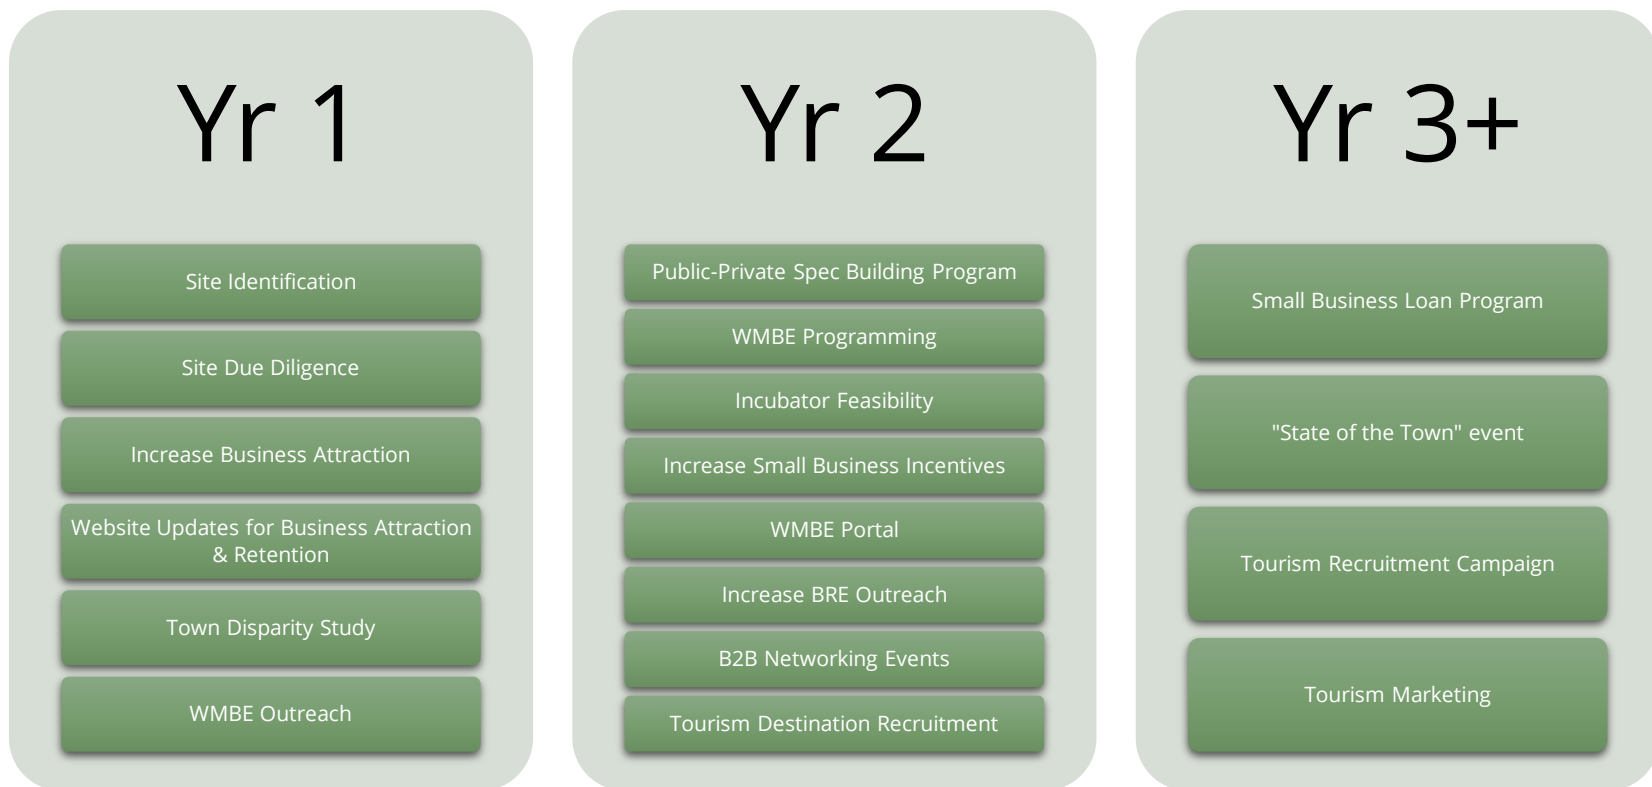 Yr 1
Site Identification
Site Due Diligence
Increase Business Attraction
Website Updates for Business Attraction
& Retention
Town Disparity Study
WMBE Outreach
Yr 2
Public-Private Spec Building Program
WMBE Programming
Incubator Feasibility
Increase Small Business Incentives
WMBE Portal
Increase BRE Outreach
B2B Networking Events
Tourism Destination Recruitment
Yr 3+
Small Business Loan Program
"State of the Town" event
Tourism Recruitment Campaign
Tourism Marketing